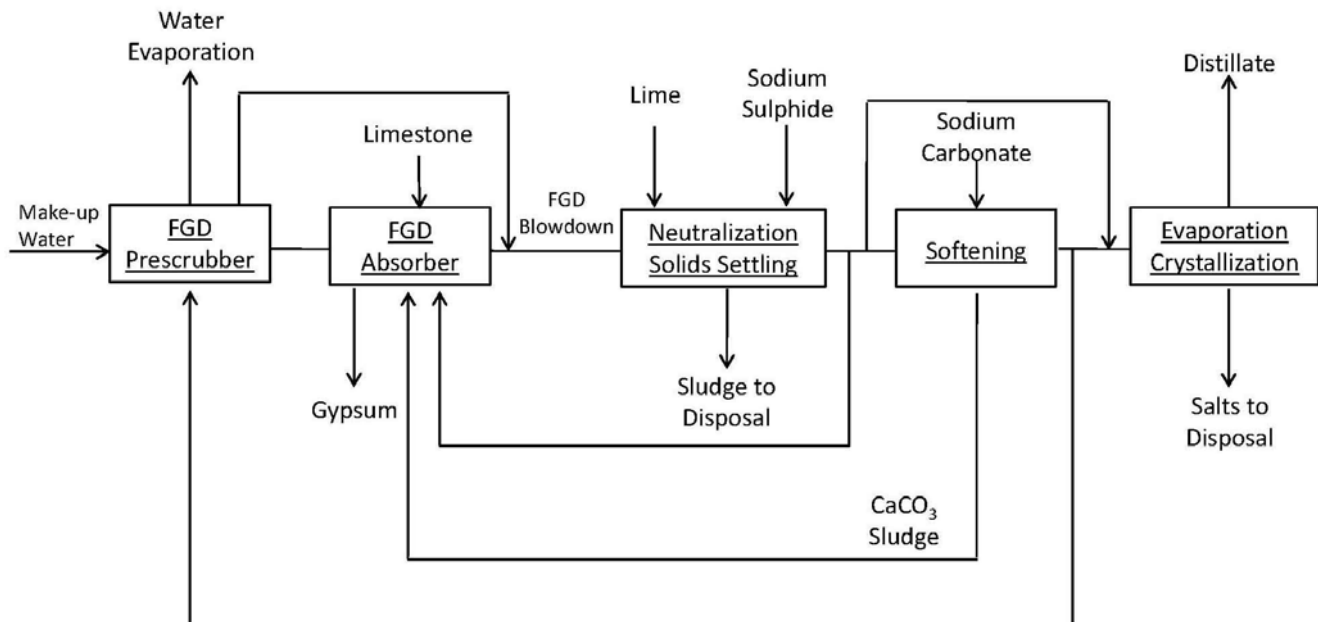 Water
Evaporation
Lime
Sodium
Sulphide
Distillate
Limestone
Sodium
Carbonate
Make-up
Water
FGD
Prescrubber
FGD
Absorber
FGD
Blowdown
Neutralization
Solids Settling
Softening
Evaporation
Crystallization
Gypsum
Sludge to
Disposal
Salts to
Disposal
CaCO₃
Sludge